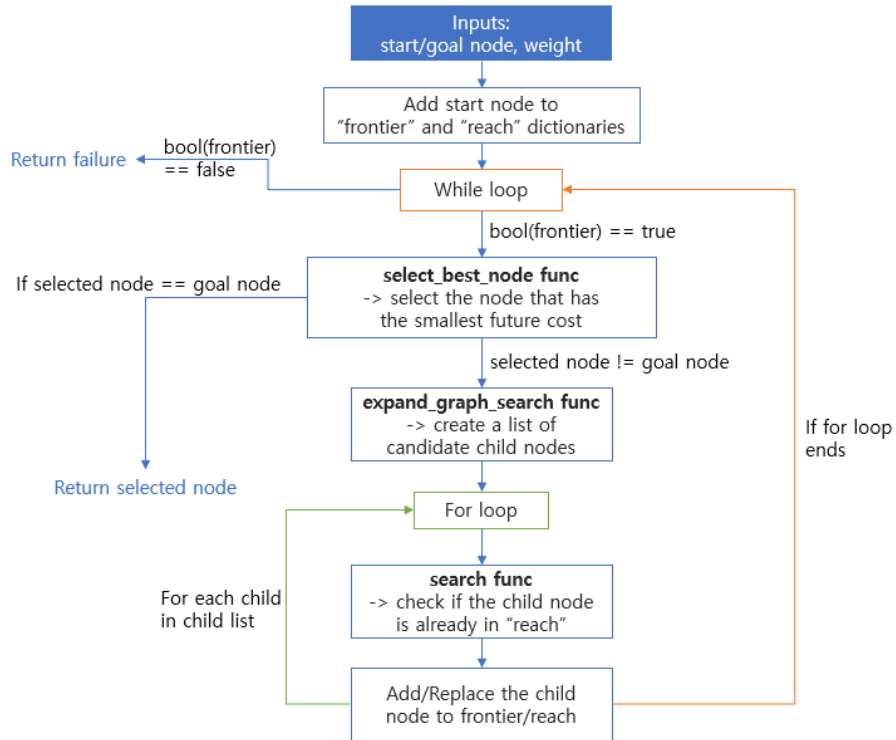 Inputs:
start/goal node, weight
Add start node to
“frontier” and “reach” dictionaries
bool(frontier)
== false
Return failure
While loop
bool(frontier) == true
If selected node == goal node
select_best_node func
-> select the node that has
the smallest future cost
selected node != goal node
expand_graph_search func
-> create a list of
candidate child nodes
If for loop
ends
Return selected node
For loop
For each child
in child list
search func
-> check if the child node
is already in “reach”
Add/Replace the child
node to frontier/reach